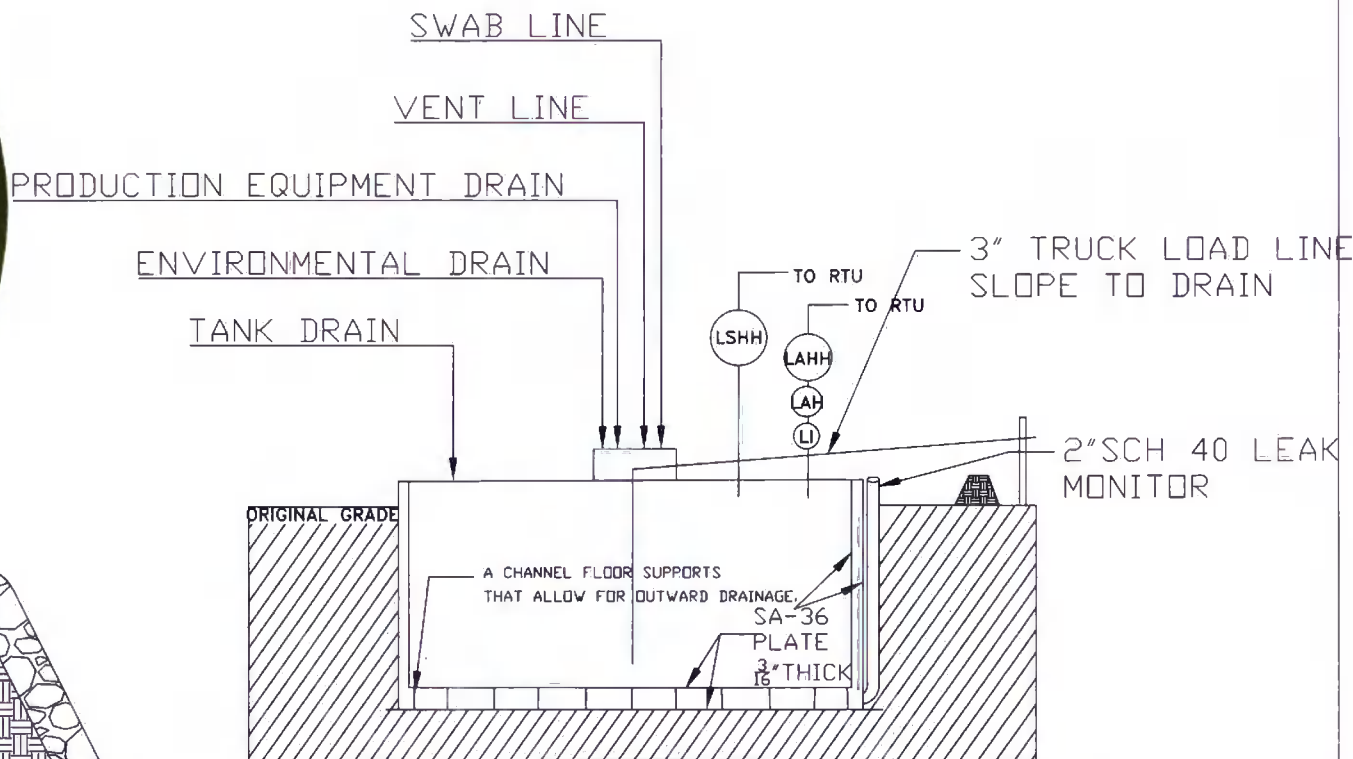 SWAB LINE
VENT LINE
PRODUCTION EQUIPMENT DRAIN
ENVIRONMENTAL DRAIN
TANK DRAIN
TO RTU
TO RTU
3" TRUCK LOAD LINE
SLOPE TO DRAIN
LSHH
LAHH
LAH
LI
2"SCH 40 LEAK
MONITOR
ORIGINAL GRADE
A CHANNEL FLOOR SUPPORTS
THAT ALLOW FOR OUTWARD DRAINAGE.
SA-36
PLATE
3/16"THICK